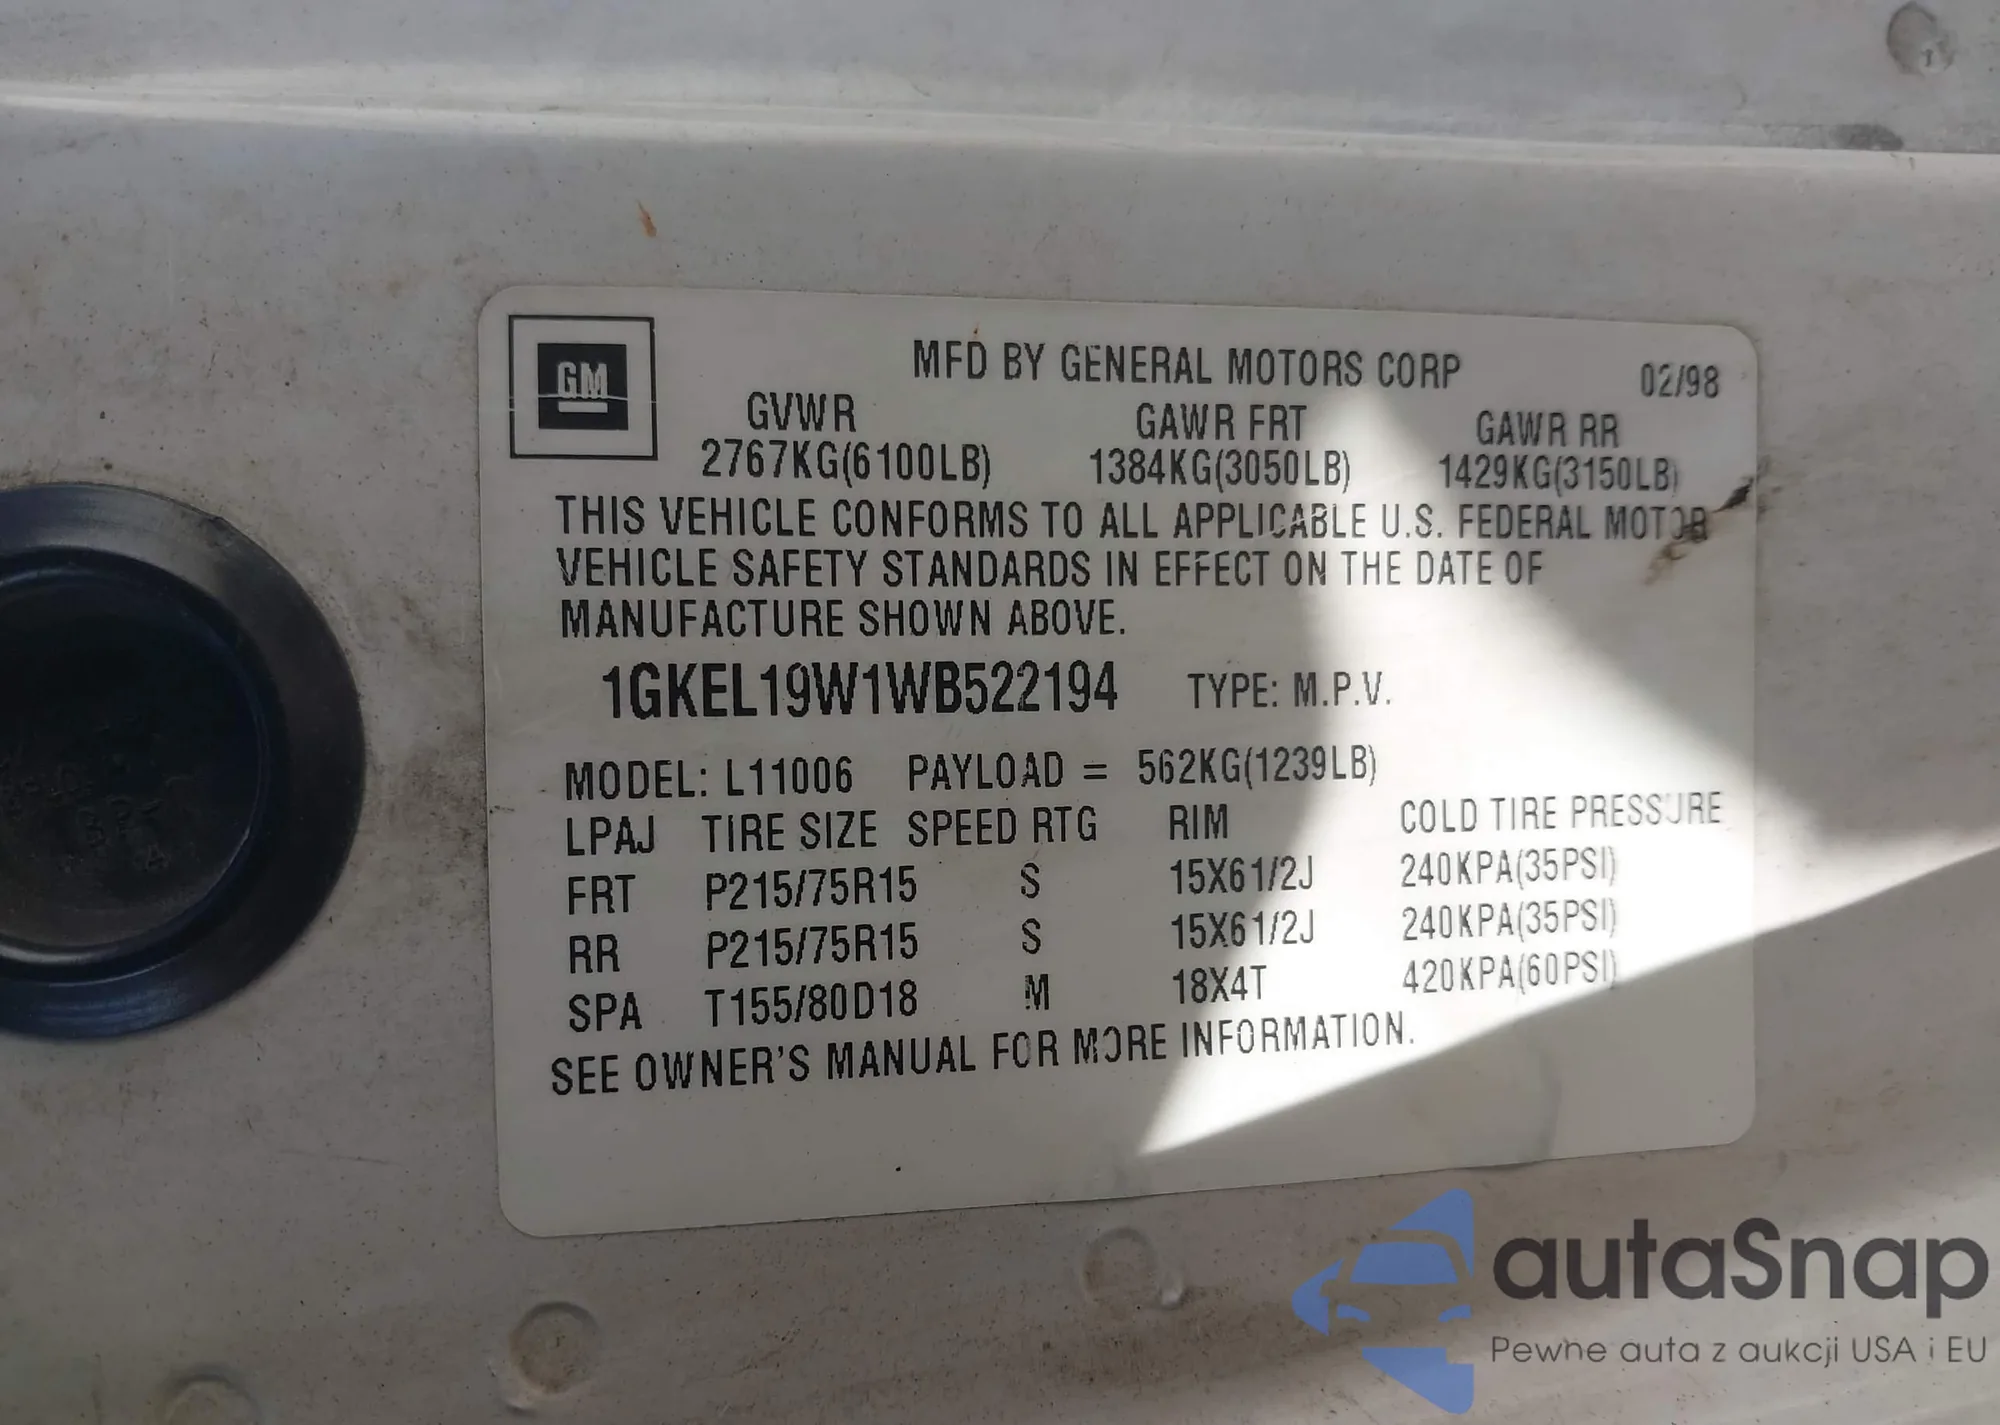 GM
MFD BY GENERAL MOTORS CORP 02/98
GVWR GAWR FRT GAWR RR
2767KG(6100LB) 1384KG(3050LB) 1429KG(3150LB)
THIS VEHICLE CONFORMS TO ALL APPLICABLE U.S. FEDERAL MOTOR
VEHICLE SAFETY STANDARDS IN EFFECT ON THE DATE OF
MANUFACTURE SHOWN ABOVE.
1GKEL19W1WB522194 TYPE: M.P.V.
MODEL: L11006 PAYLOAD = 562KG(1239LB)
LPAJ TIRE SIZE SPEED RTG RIM COLD TIRE PRESSURE
FRT P215/75R15 S 15X61/2J 240KPA(35PSI)
RR P215/75R15 S 15X61/2J 240KPA(35PSI)
SPA T155/80D18 M 18X4T 420KPA(60PSI)
SEE OWNER'S MANUAL FOR MORE INFORMATION.
autaSnap
Pewne auta z aukcji USA i EU